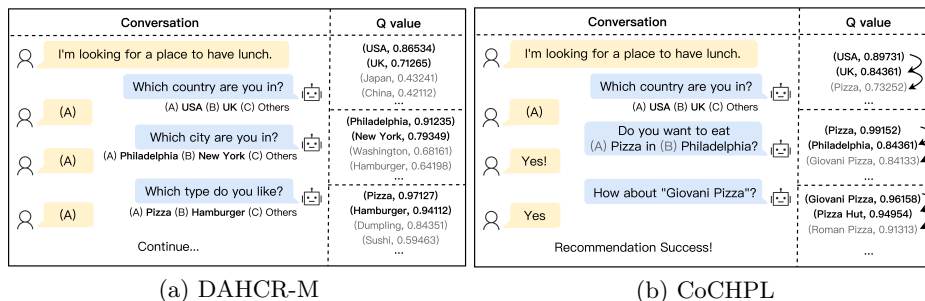 Conversation
Q value
I'm looking for a place to have lunch.
(USA, 0.86534)
(UK, 0.71265)
(Japan, 0.43241)
(China, 0.42112)
...
Which country are you in?
(A) USA (B) UK (C) Others
(A)
(Philadelphia, 0.91235)
(New York, 0.79349)
(Washington, 0.68161)
(Hamburger, 0.64198)
...
Which city are you in?
(A) Philadelphia (B) New York (C) Others
(A)
Which type do you like?
(A) Pizza (B) Hamburger (C) Others
(Pizza, 0.97127)
(Hamburger, 0.94112)
(Dumpling, 0.84351)
(Sushi, 0.59463)
...
(A)
Continue...
(a) DAHCR-M
Conversation
Q value
I'm looking for a place to have lunch.
(USA, 0.89731)
(UK, 0.84361)
(Pizza, 0.73252)
...
Which country are you in?
(A) USA (B) UK (C) Others
(A)
Do you want to eat
(A) Pizza in (B) Philadelphia?
(Pizza, 0.99152)
(Philadelphia, 0.84361)
(Giovani Pizza, 0.84133)
...
Yes!
How about "Giovani Pizza"?
(Giovani Pizza, 0.96158)
(Pizza Hut, 0.94954)
(Roman Pizza, 0.91313)
...
Yes
Recommendation Success!
(b) CoCHPL